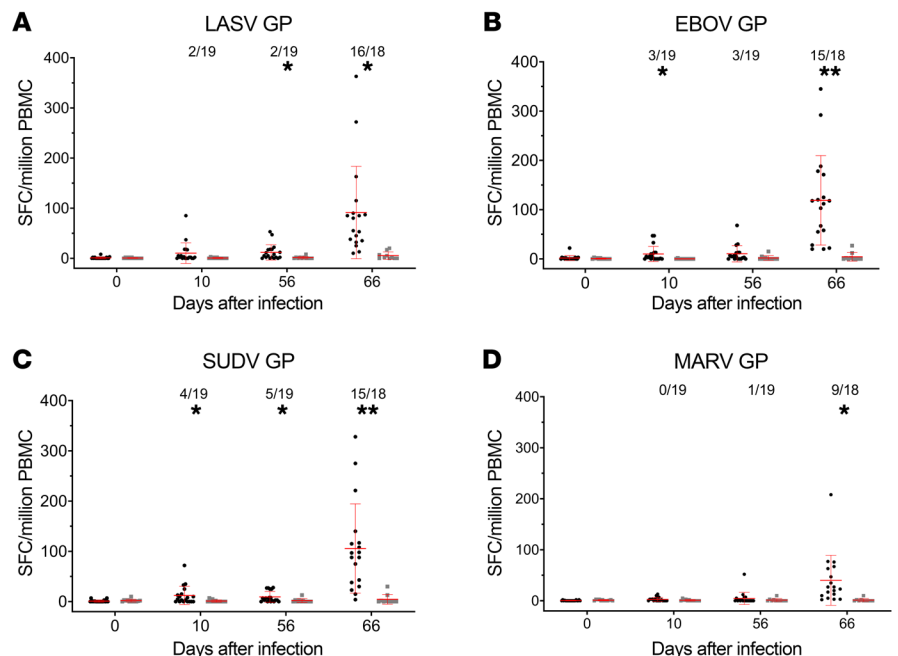 A
LASV GP
2/19 2/19 16/18
* *
400
300
200
100
0
SFC/million PBMC
0 10 56 66
Days after infection
B
EBOV GP
3/19 3/19 15/18
* **
400
300
200
100
0
SFC/million PBMC
0 10 56 66
Days after infection
C
SUDV GP
4/19 5/19 15/18
* * **
400
300
200
100
0
SFC/million PBMC
0 10 56 66
Days after infection
D
MARV GP
0/19 1/19 9/18
*
400
300
200
100
0
SFC/million PBMC
0 10 56 66
Days after infection